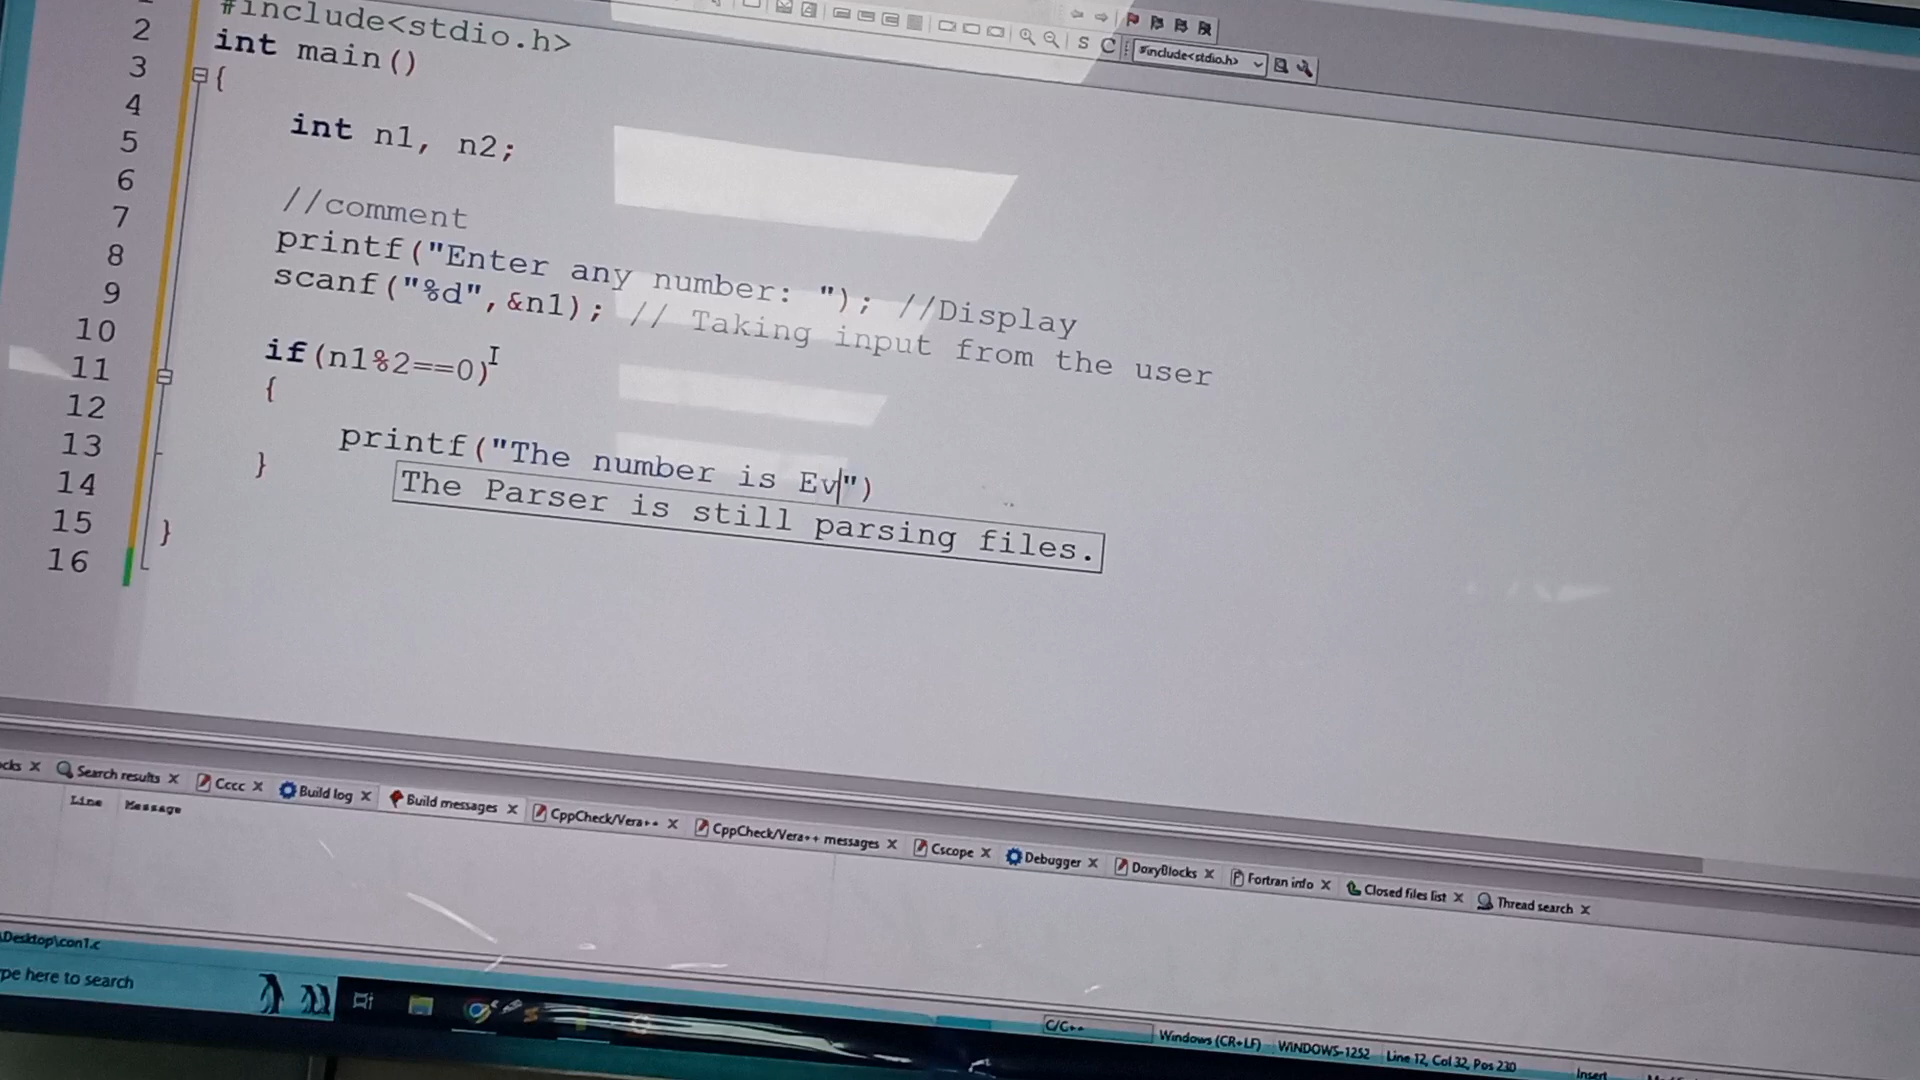 #include<stdio.h>
2 int main()
3 {
4
5 int n1, n2;
6
7 //comment
8 printf("Enter any number: "); //Display
9 scanf("%d",&n1); // Taking input from the user
10 if(n1%2==0)
11 {
12 printf("The number is Ev")
13 }
The Parser is still parsing files.
14
15 }
16
S C #include<stdio.h>
Search results X Cccc X Build log X Build messages X CppCheck/Vera++ X CppCheck/Vera++ messages X Cscope X Debugger X DoxyBlocks X Fortran info X Closed files list X Thread search X
Line Message
\Desktop\con1.c
C/C++ Windows (CR+LF) WINDOWS-1252 Line 12, Col 32, Pos 230 Insert
pe here to search